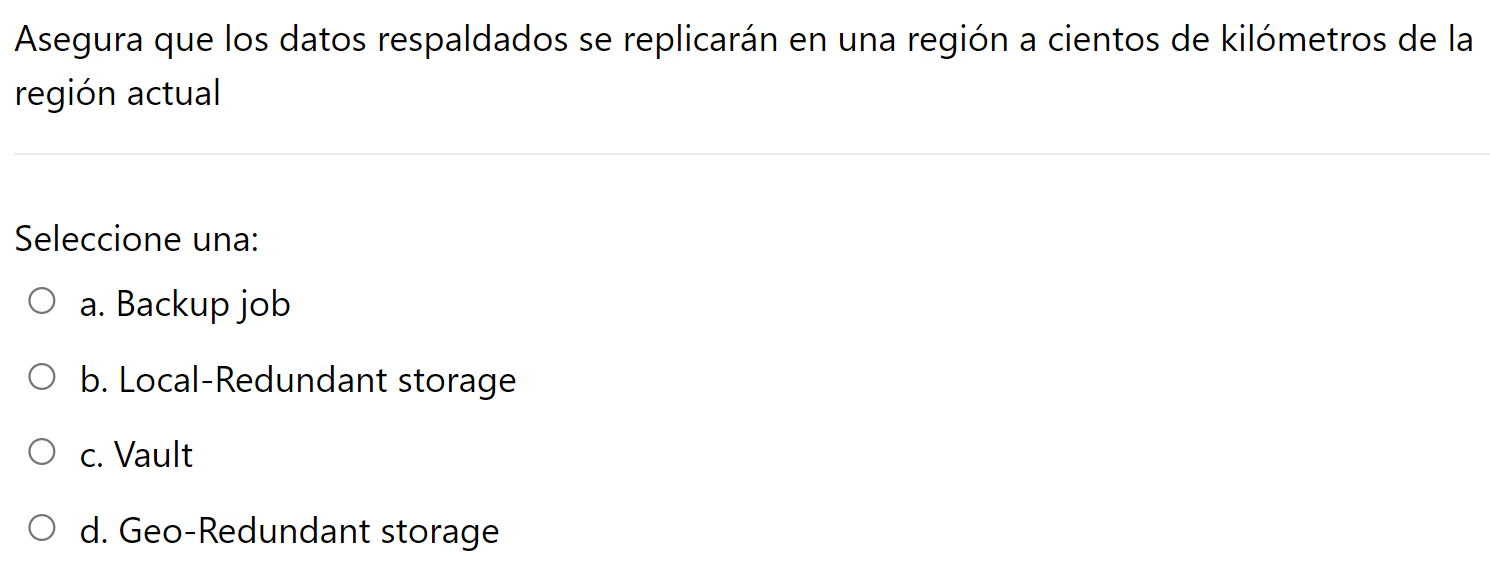 Asegura que los datos respaldados se replicarán en una región a cientos de kilómetros de la
región actual
Seleccione una:
a. Backup job
b. Local-Redundant storage
c. Vault
d. Geo-Redundant storage